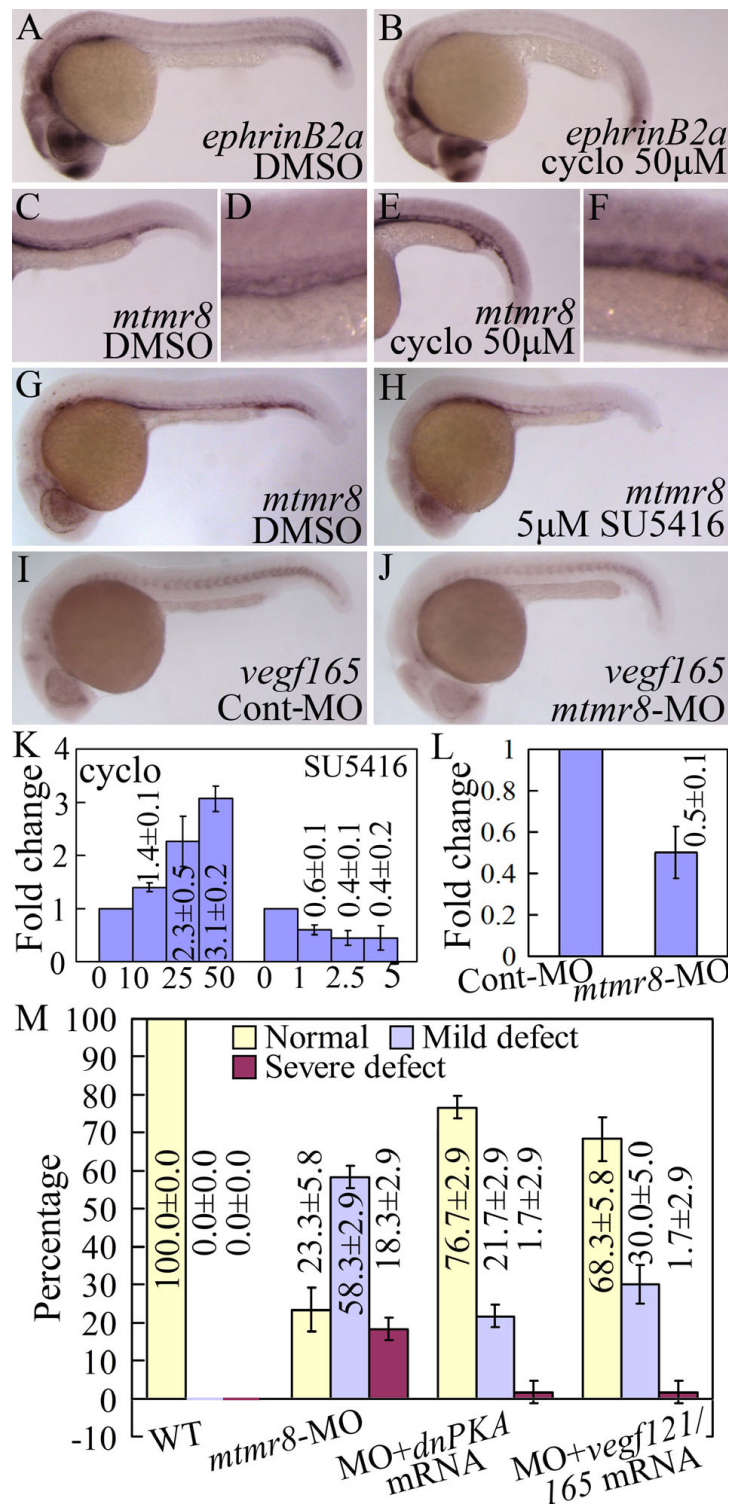 A
ephrinB2a
DMSO
B
ephrinB2a
cyclo 50μM
C
mtmr8
DMSO
D
E
mtmr8
cyclo 50μM
F
G
mtmr8
DMSO
H
mtmr8
5μM SU5416
I
vegf165
Cont-MO
J
vegf165
mtmr8-MO
K
cyclo
SU5416
Fold change
4
3
2
1
0
1.4±0.1
2.3±0.5
3.1±0.2
0.6±0.1
0.4±0.1
0.4±0.2
0 10 25 50 0 1 2.5 5
L
Fold change
1
0.8
0.6
0.4
0.2
0
0.5±0.1
Cont-MO
mtmr8-MO
M
Percentage
100
90
80
70
60
50
40
30
20
10
0
-10
Normal
Mild defect
Severe defect
100.0±0.0
0.0±0.0
0.0±0.0
23.3±5.8
58.3±2.9
18.3±2.9
76.7±2.9
21.7±2.9
1.7±2.9
68.3±5.8
30.0±5.0
1.7±2.9
WT
mtmr8-MO
MO+dnPKA
mRNA
MO+vegf121/
165 mRNA